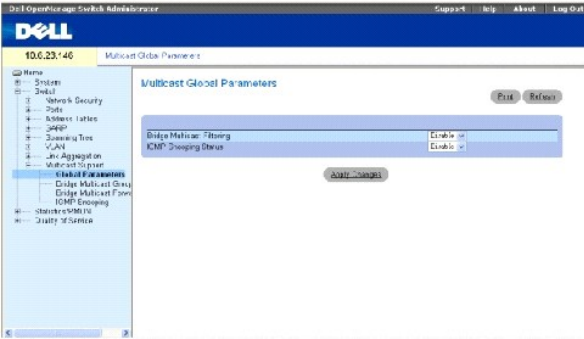 Dell OpenManage Switch Administrator
Support Help About Log Out
DELL
10.6.23.146
Multicast Global Parameters
Home
System
Switch
Network Security
Ports
Address Tables
GARP
Spanning Tree
VLAN
Link Aggregation
Multicast Support
Global Parameters
Bridge Multicast Group
Bridge Multicast Forw
IGMP Snooping
Statistics/RMON
Quality of Service
Multicast Global Parameters
Print Refresh
Bridge Multicast Filtering Disable
IGMP Snooping Status Disable
Apply Changes